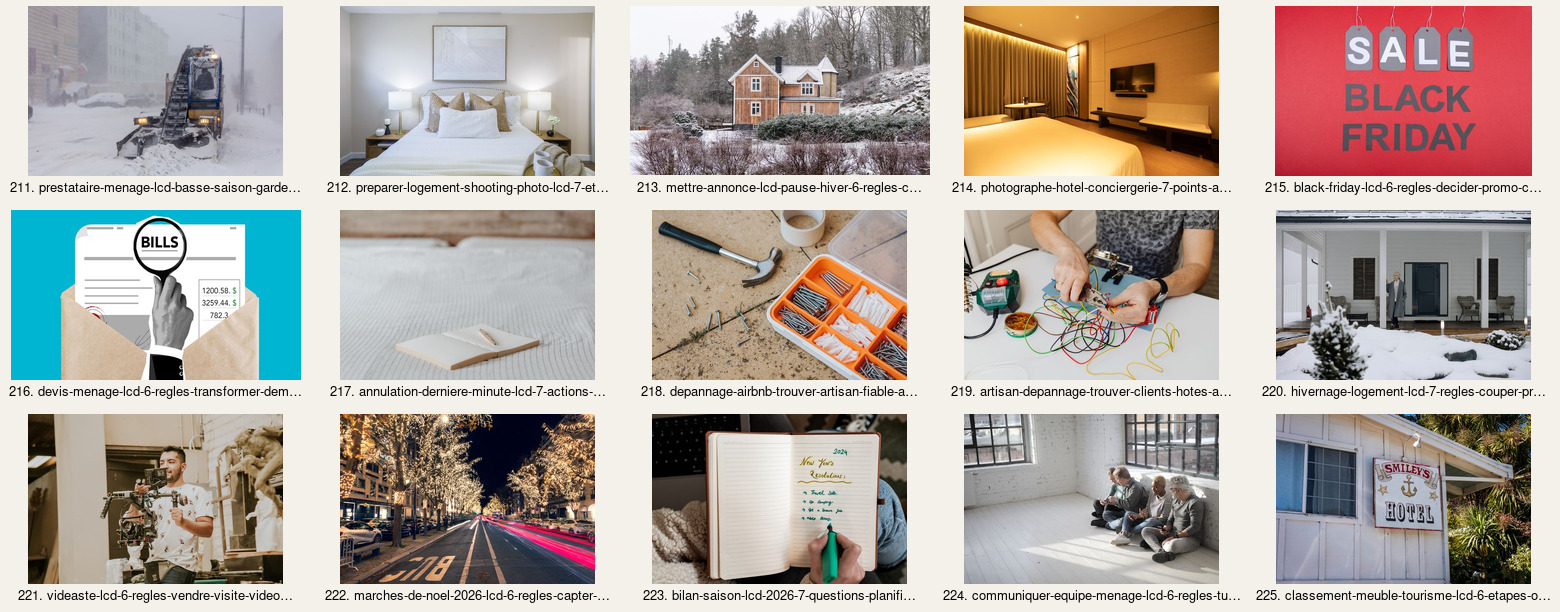 SALE
BLACK
FRIDAY
211. prestataire-menage-lcd-basse-saison-garde...
212. preparer-logement-shooting-photo-lcd-7-et...
213. mettre-annonce-lcd-pause-hiver-6-regles-c...
214. photographe-hotel-conciergerie-7-points-a...
215. black-friday-lcd-6-regles-decider-promo-c...
BILLS
1200.58. $
3259.44. $
782.3
216. devis-menage-lcd-6-regles-transformer-dem...
217. annulation-derniere-minute-lcd-7-actions-...
218. depannage-airbnb-trouver-artisan-fiable-a...
219. artisan-depannage-trouver-clients-hotes-a...
220. hivernage-logement-lcd-7-regles-couper-pr...
BUS
2024
New Year's
Resolutions:
SMILEY'S
HOTEL
221. videaste-lcd-6-regles-vendre-visite-video...
222. marches-de-noel-2026-lcd-6-regles-capter-...
223. bilan-saison-lcd-2026-7-questions-planifi...
224. communiquer-equipe-menage-lcd-6-regles-tu...
225. classement-meuble-tourisme-lcd-6-etapes-o...